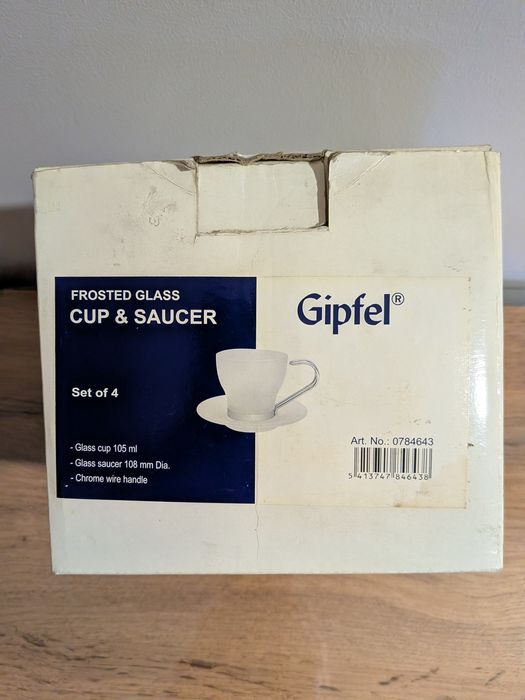 FROSTED GLASS
CUP & SAUCER
Set of 4
- Glass cup 105 ml
- Glass saucer 108 mm Dia.
- Chrome wire handle
Gipfel®
Art. No.: 0784643
5 413747 846438